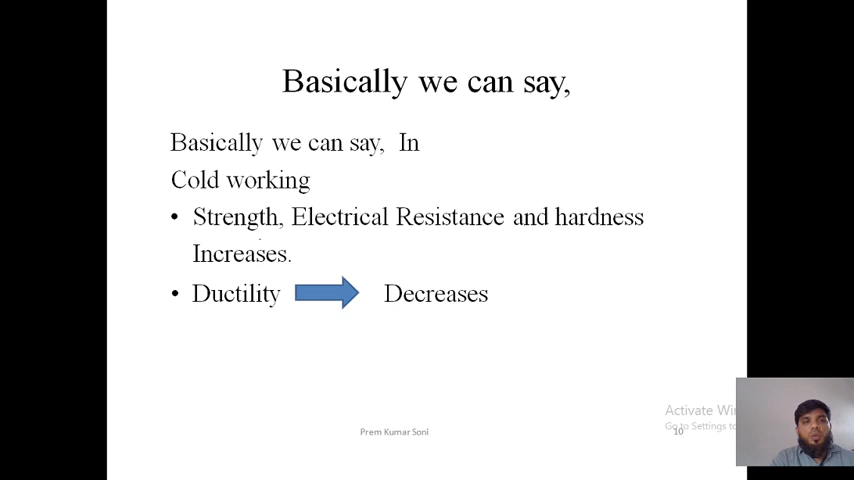 Basically we can say,
Basically we can say, In
Cold working
• Strength, Electrical Resistance and hardness
Increases.
• Ductility Decreases
Activate Win
Go to Settings to
Prem Kumar Soni
10